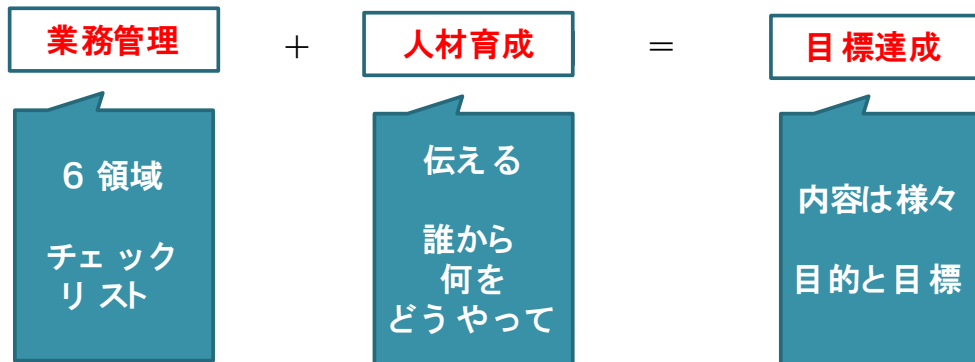 業務管理
+
人材育成
=
目標達成
6 領域
チェック
リスト
伝える
誰から
何を
どうやって
内容は様々
目的と目標